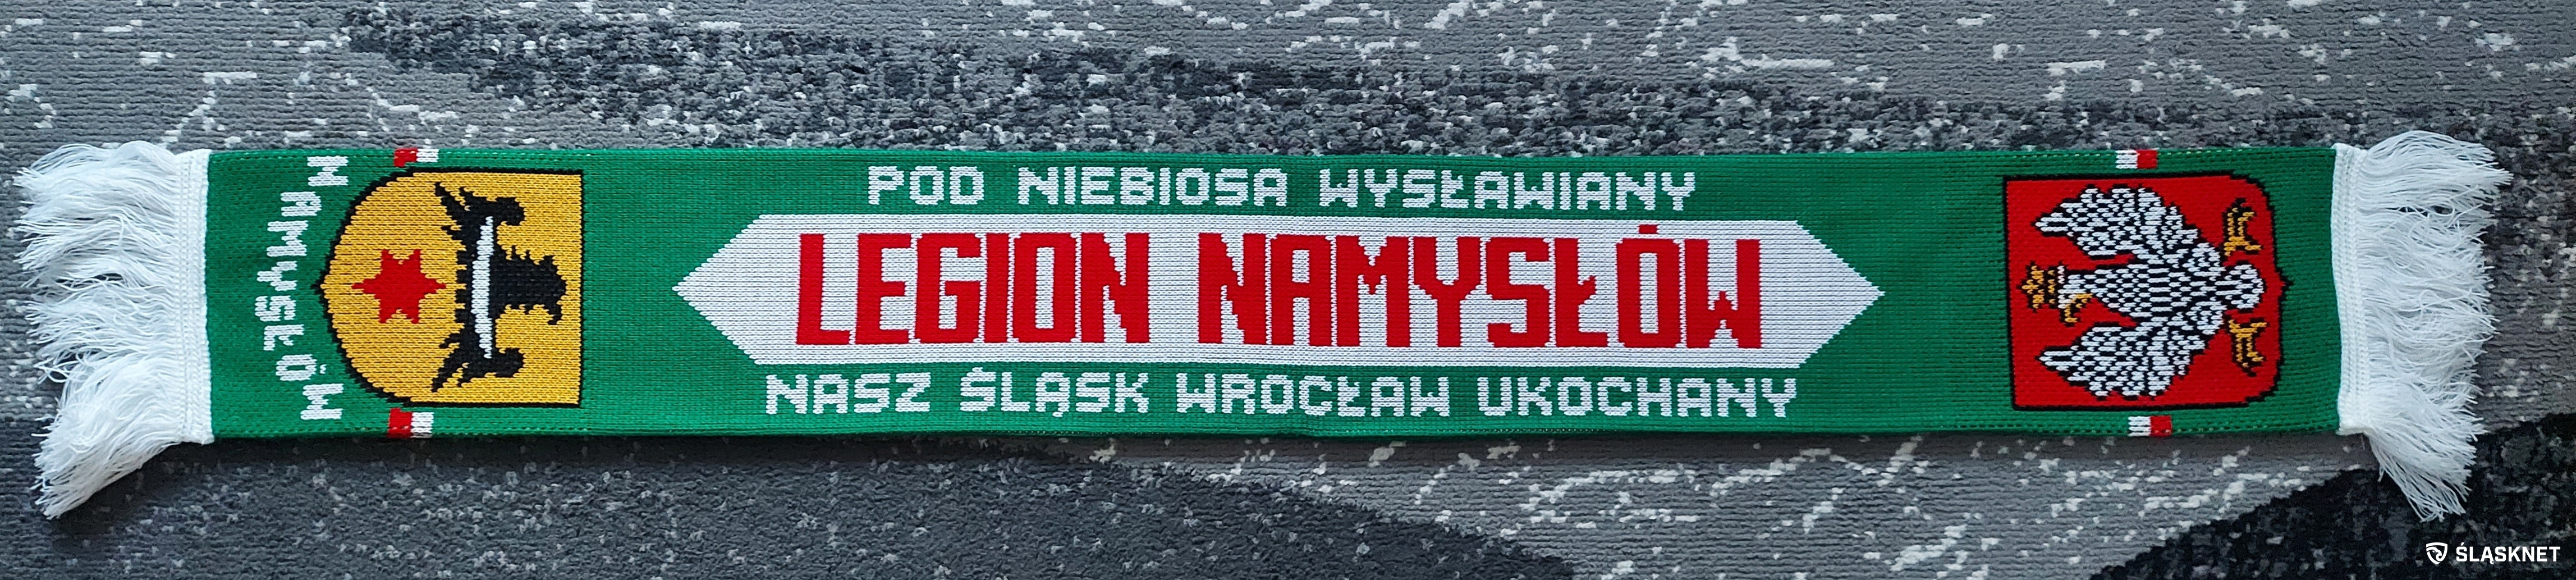 NAMYSŁÓW
POD NIEBIOSA WYSŁAWIANY
LEGION NAMYSŁÓW
NASZ ŚLĄSK WROCŁAW UKOCHANY
ŚLĄSKNET